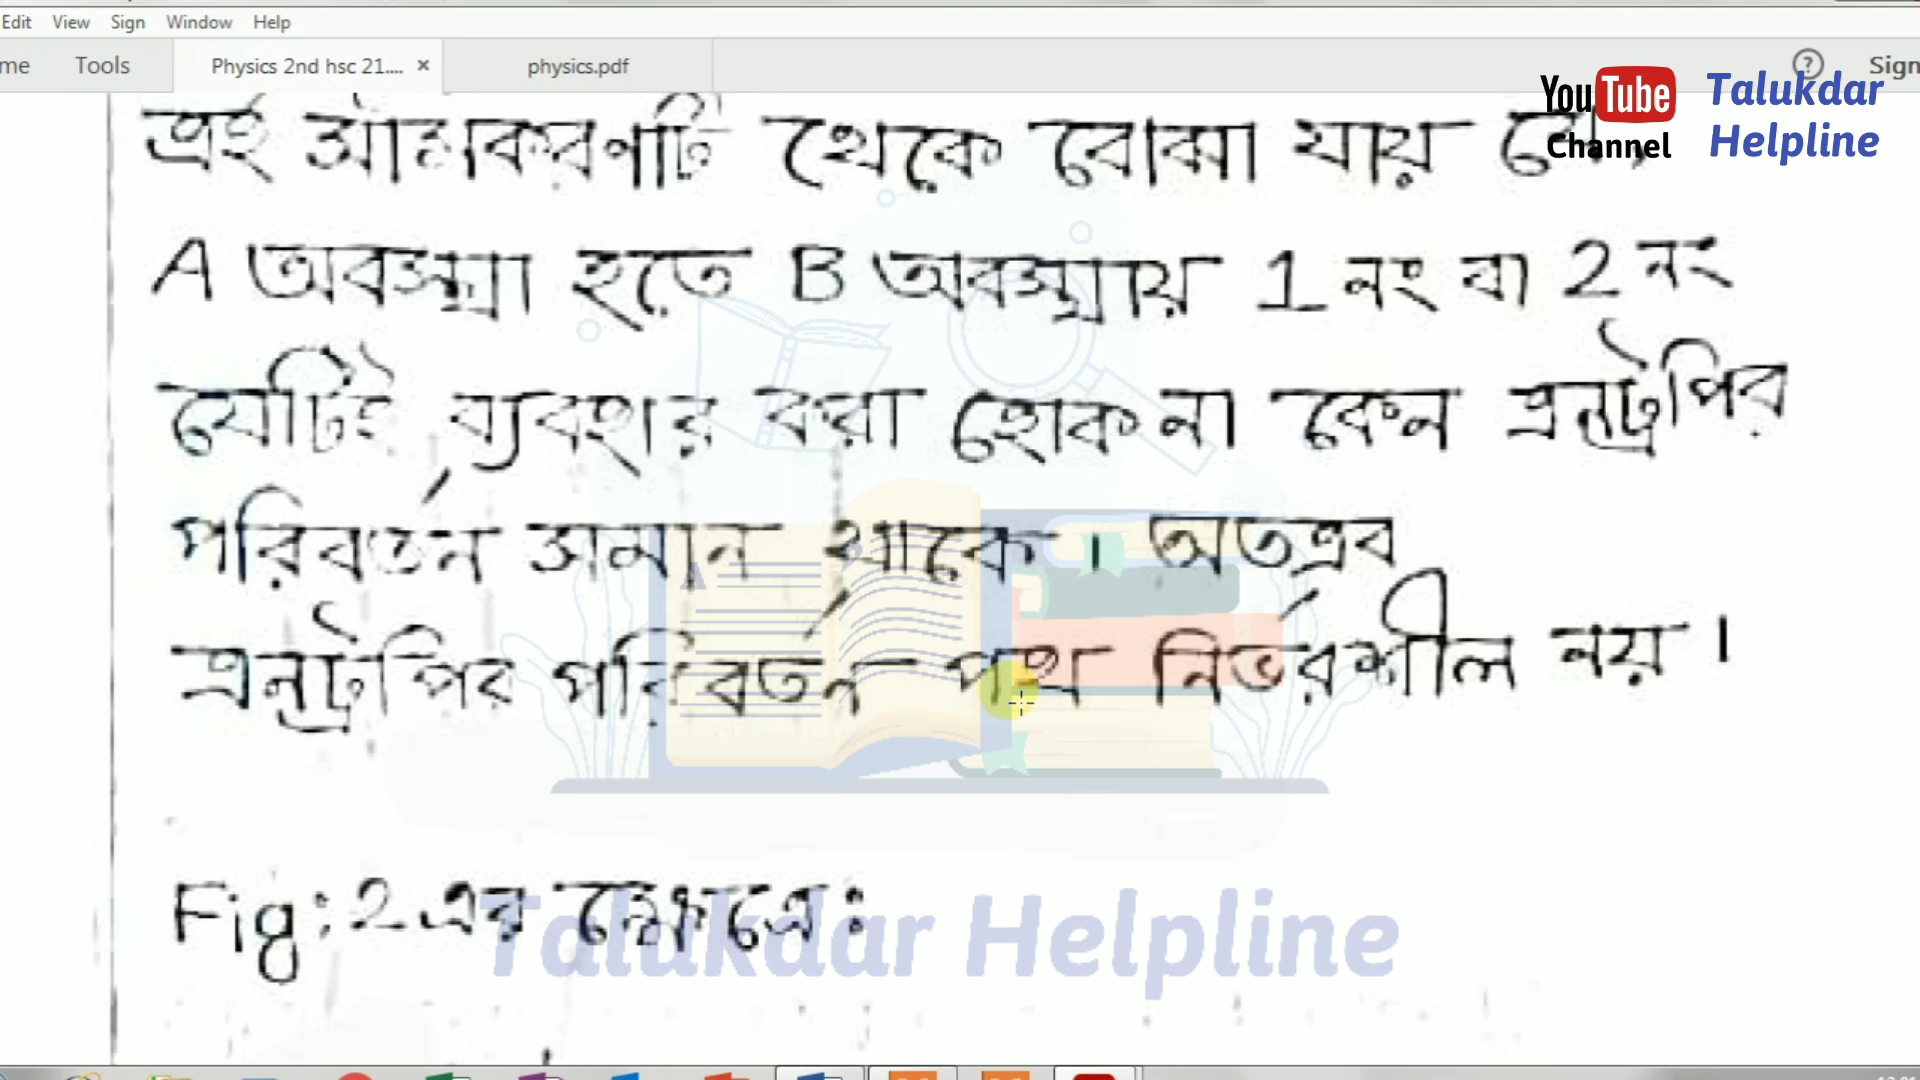 Edit View Sign Window Help
me Tools Physics 2nd hsc 21.... × physics.pdf ? Sign
YouTube Channel
Talukdar Helpline
এই থেকে বোঝা যায় যে,
A অবস্থা হতে B অবস্থায় 1 নং বা 2 নং
যেটিই ব্যবহার করা হোক না কেন এনট্রপির
পরিবর্তন সমান থাকে। অতএব
এনট্রপির পরিবর্তন পথ নির্ভরশীল নয়।
Fig:2 এর ক্ষেত্রে:
Talukdar Helpline